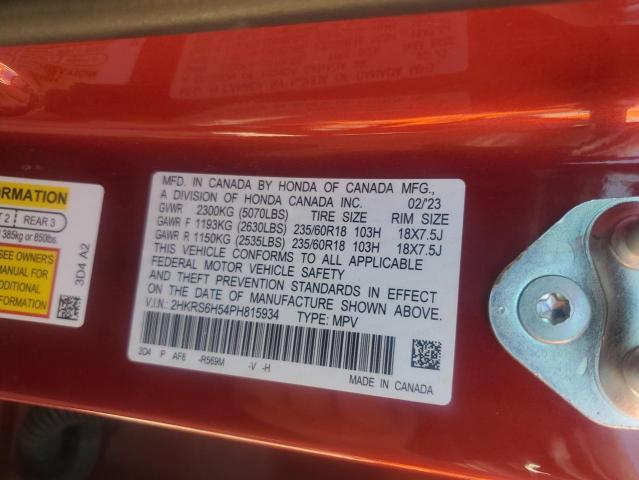 ORMATION
T 2 | REAR 3
385kg or 850lbs.
SEE OWNER'S
MANUAL FOR
ADDITIONAL
FORMATION
3D4 A2
MFD. IN CANADA BY HONDA OF CANADA MFG.,
A DIVISION OF HONDA CANADA INC. 02/'23
GVWR 2300KG (5070LBS) TIRE SIZE RIM SIZE
GAWR F 1193KG (2630LBS) 235/60R18 103H 18X7.5J
GAWR R 1150KG (2535LBS) 235/60R18 103H 18X7.5J
THIS VEHICLE CONFORMS TO ALL APPLICABLE
FEDERAL MOTOR VEHICLE SAFETY
AND THEFT PREVENTION STANDARDS IN EFFECT
ON THE DATE OF MANUFACTURE SHOWN ABOVE.
V.I.N.: 2HKRS6H54PH815934 TYPE: MPV
3D4 P AF6 -R569M -V -H
MADE IN CANADA